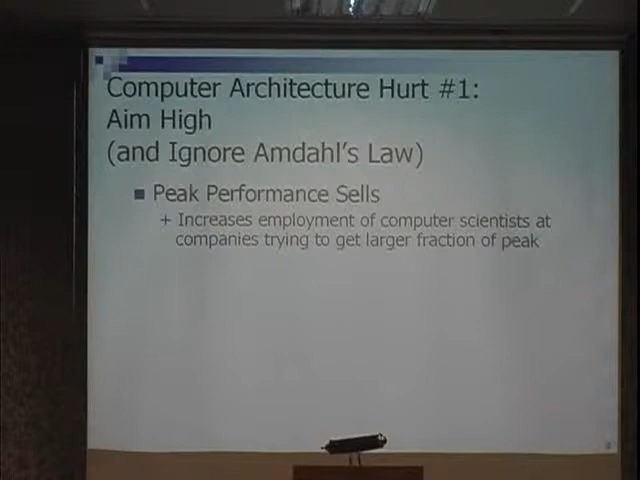 Computer Architecture Hurt #1:
Aim High
(and Ignore Amdahl's Law)
Peak Performance Sells
+ Increases employment of computer scientists at
companies trying to get larger fraction of peak